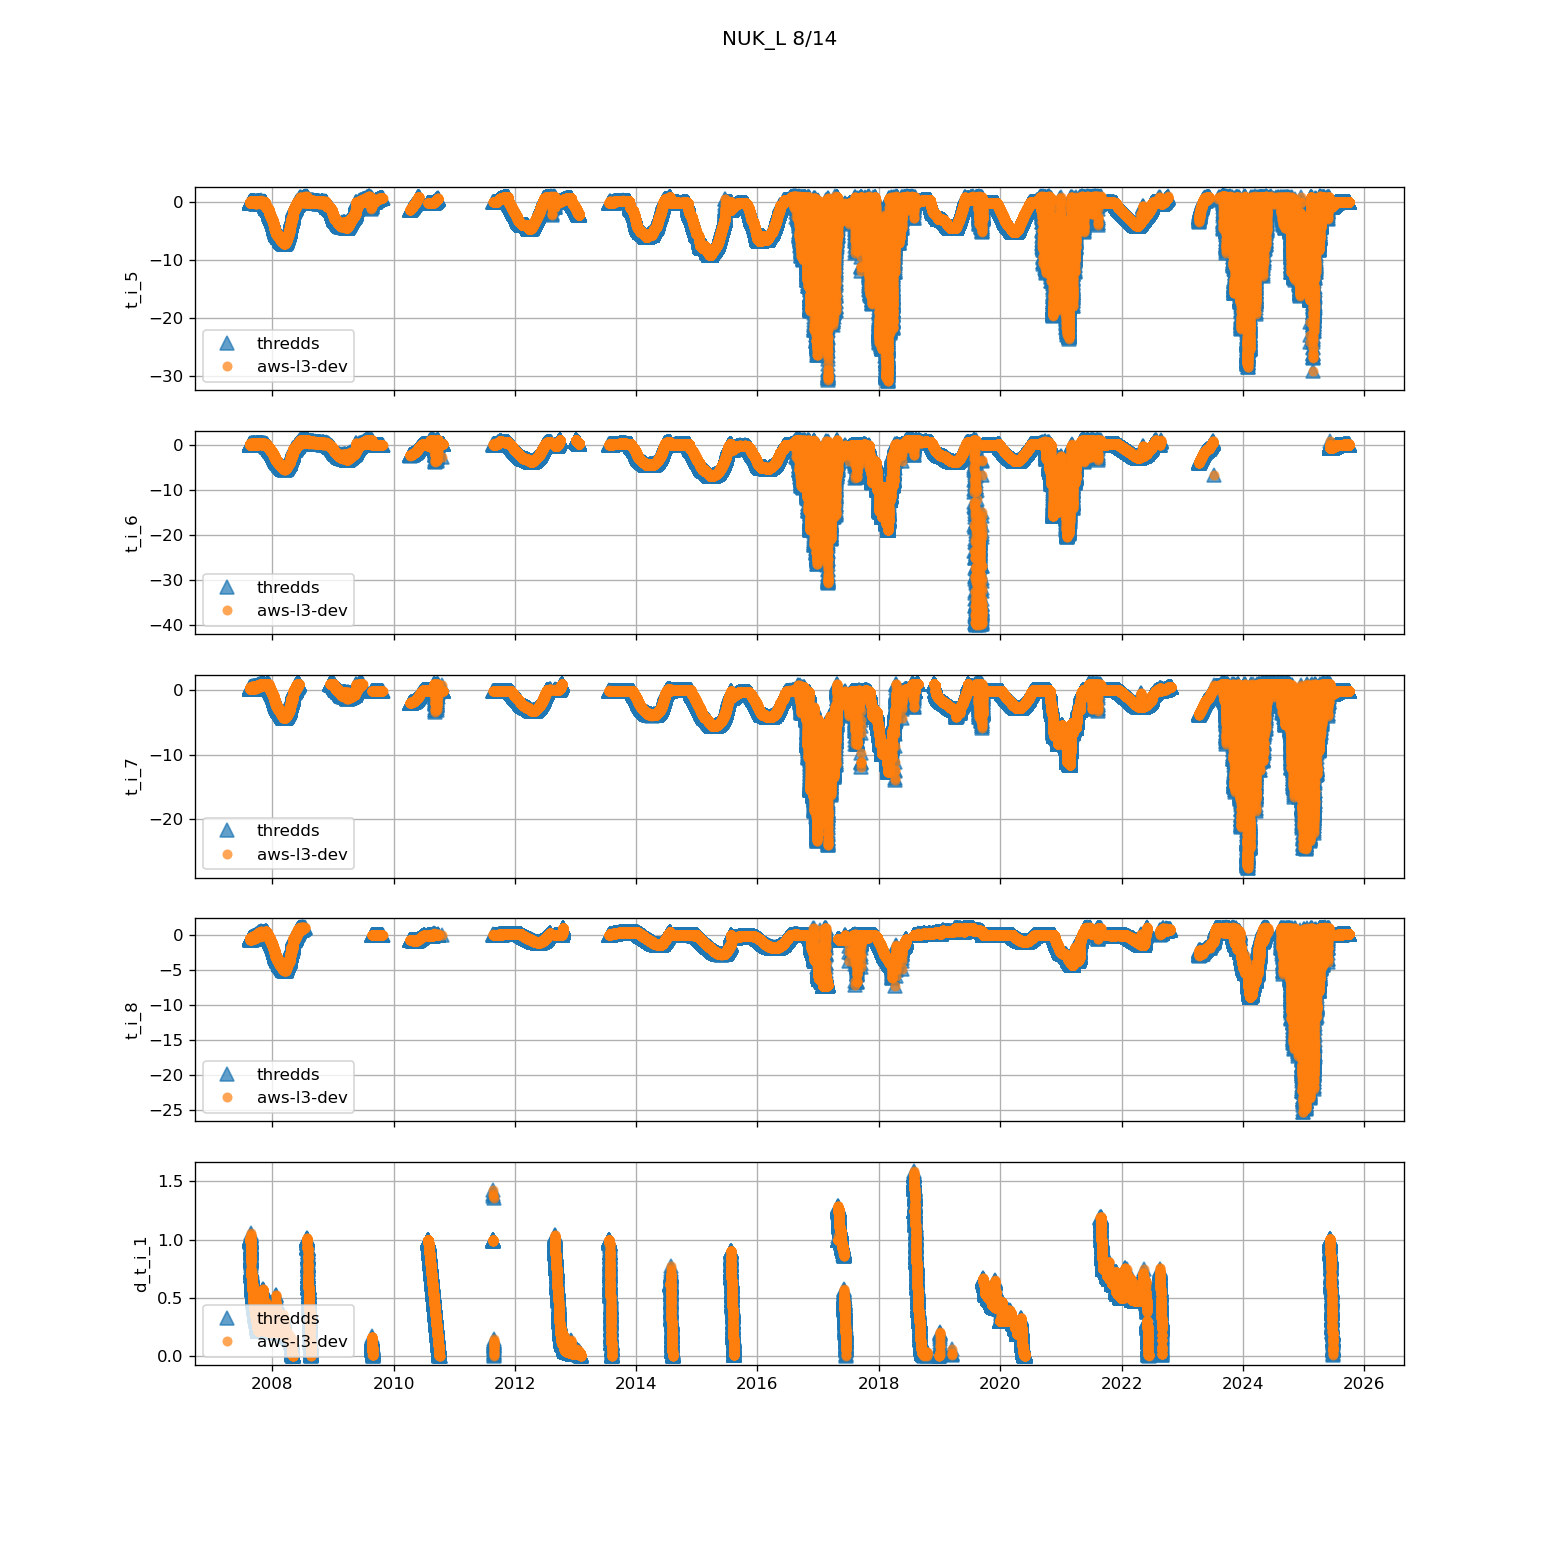 NUK_L 8/14
0
−10
−20
−30
t_i_5
thredds
aws-l3-dev
0
−10
−20
−30
−40
t_i_6
thredds
aws-l3-dev
0
−10
−20
t_i_7
thredds
aws-l3-dev
0
−5
−10
−15
−20
−25
t_i_8
thredds
aws-l3-dev
1.5
1.0
0.5
0.0
d_t_i_1
thredds
aws-l3-dev
2008 2010 2012 2014 2016 2018 2020 2022 2024 2026